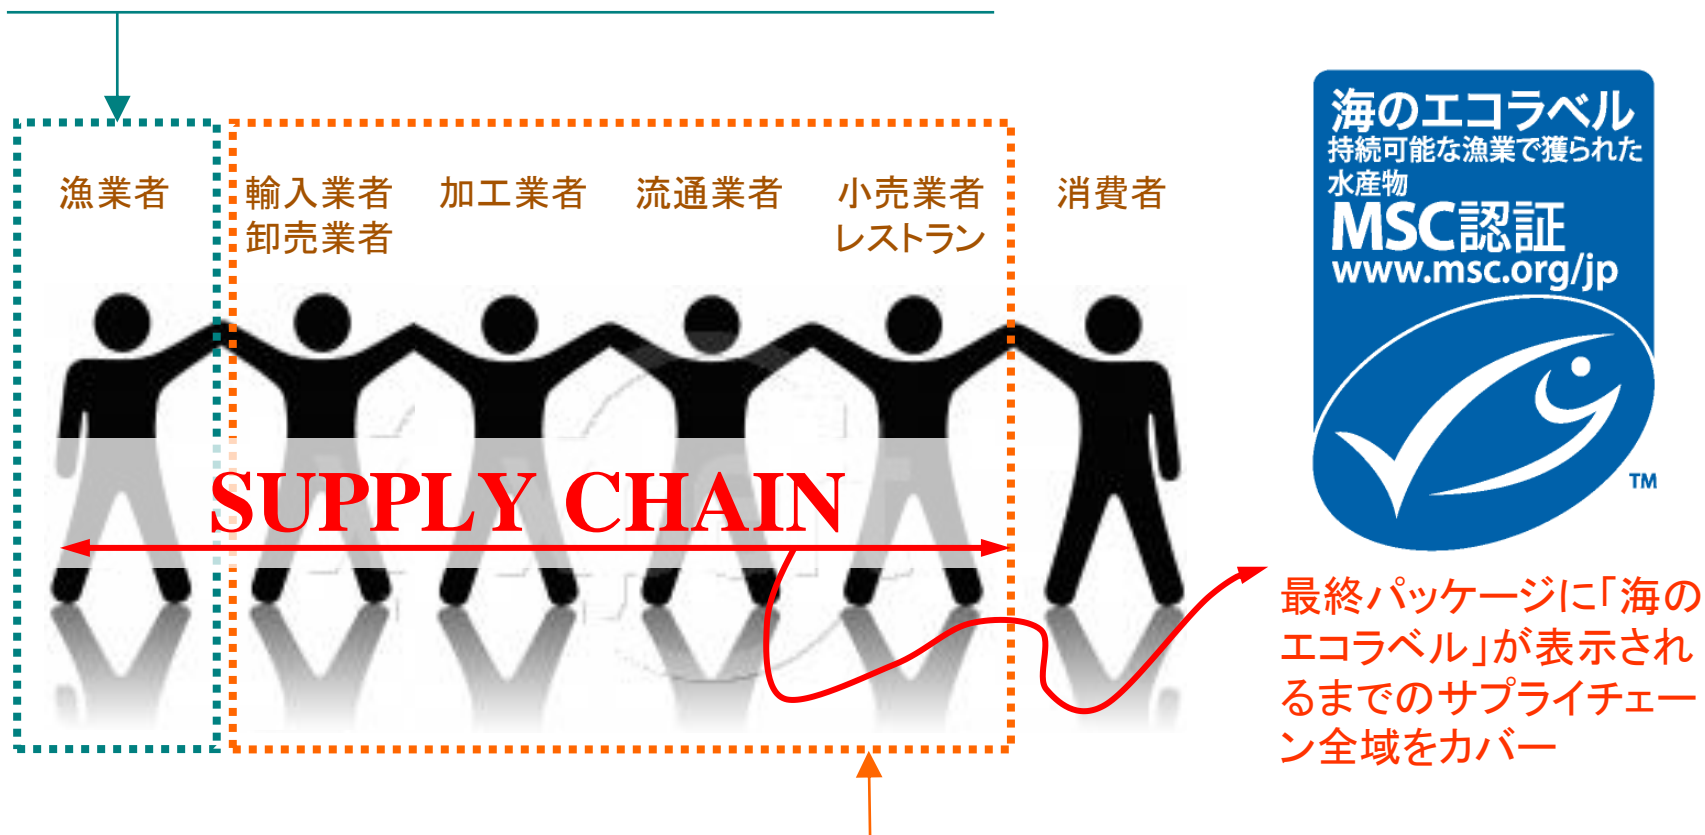 漁業者
輸入業者
卸売業者
加工業者
流通業者
小売業者
レストラン
消費者
SUPPLY CHAIN
海のエコラベル
持続可能な漁業で獲られた
水産物
MSC認証
www.msc.org/jp
TM
最終パッケージに「海の
エコラベル」が表示され
るまでのサプライチェー
ン全域をカバー